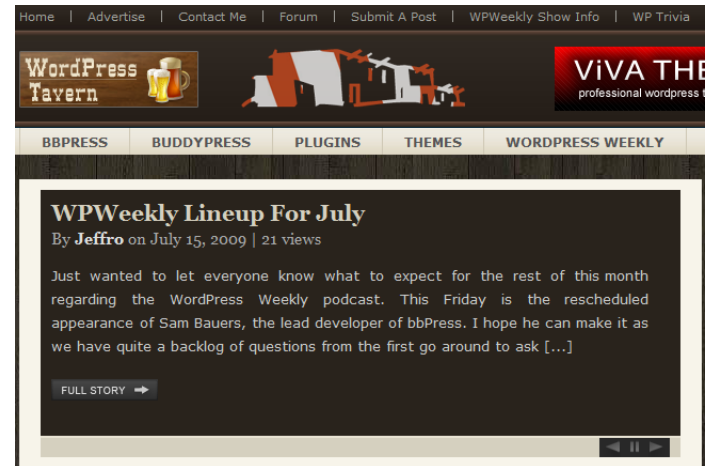 Home | Advertise | Contact Me | Forum | Submit A Post | WPWeekly Show Info | WP Trivia
WordPress
Tavern
ViVA THE
professional wordpress t
BBPRESS BUDDYPRESS PLUGINS THEMES WORDPRESS WEEKLY
WPWeekly Lineup For July
By Jeffro on July 15, 2009 | 21 views
Just wanted to let everyone know what to expect for the rest of this month
regarding the WordPress Weekly podcast. This Friday is the rescheduled
appearance of Sam Bauers, the lead developer of bbPress. I hope he can make it as
we have quite a backlog of questions from the first go around to ask [...]
FULL STORY